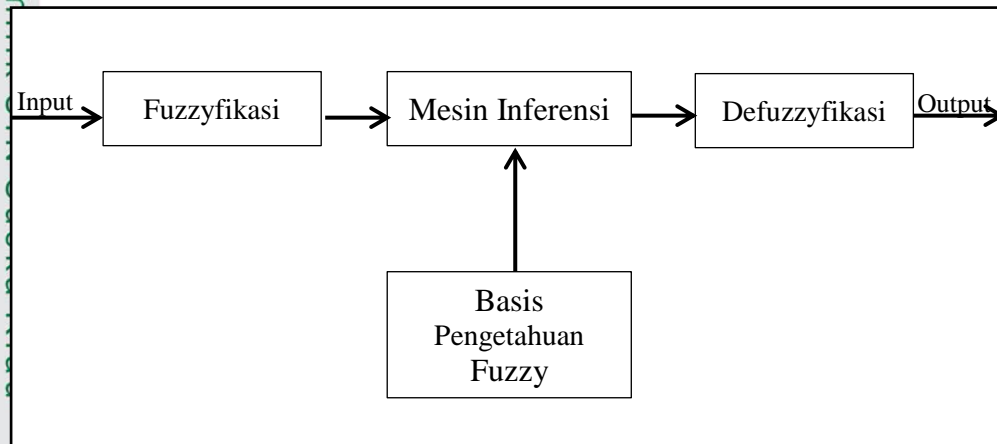 Input
Fuzzyfikasi
Mesin Inferensi
Defuzzyfikasi
Output
Basis
Pengetahuan
Fuzzy